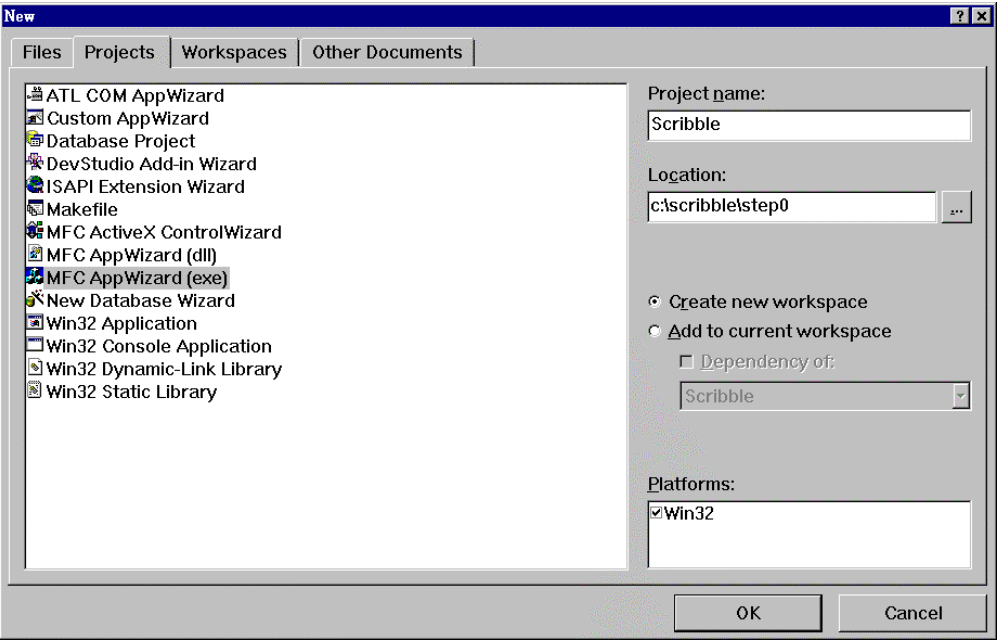 New
Files Projects Workspaces Other Documents
ATL COM AppWizard
Custom AppWizard
Database Project
DevStudio Add-in Wizard
ISAPI Extension Wizard
Makefile
MFC ActiveX ControlWizard
MFC AppWizard (dll)
MFC AppWizard (exe)
New Database Wizard
Win32 Application
Win32 Console Application
Win32 Dynamic-Link Library
Win32 Static Library
Project name:
Scribble
Location:
c:\scribble\step0
...
Create new workspace
Add to current workspace
Dependency of:
Scribble
Platforms:
Win32
OK Cancel